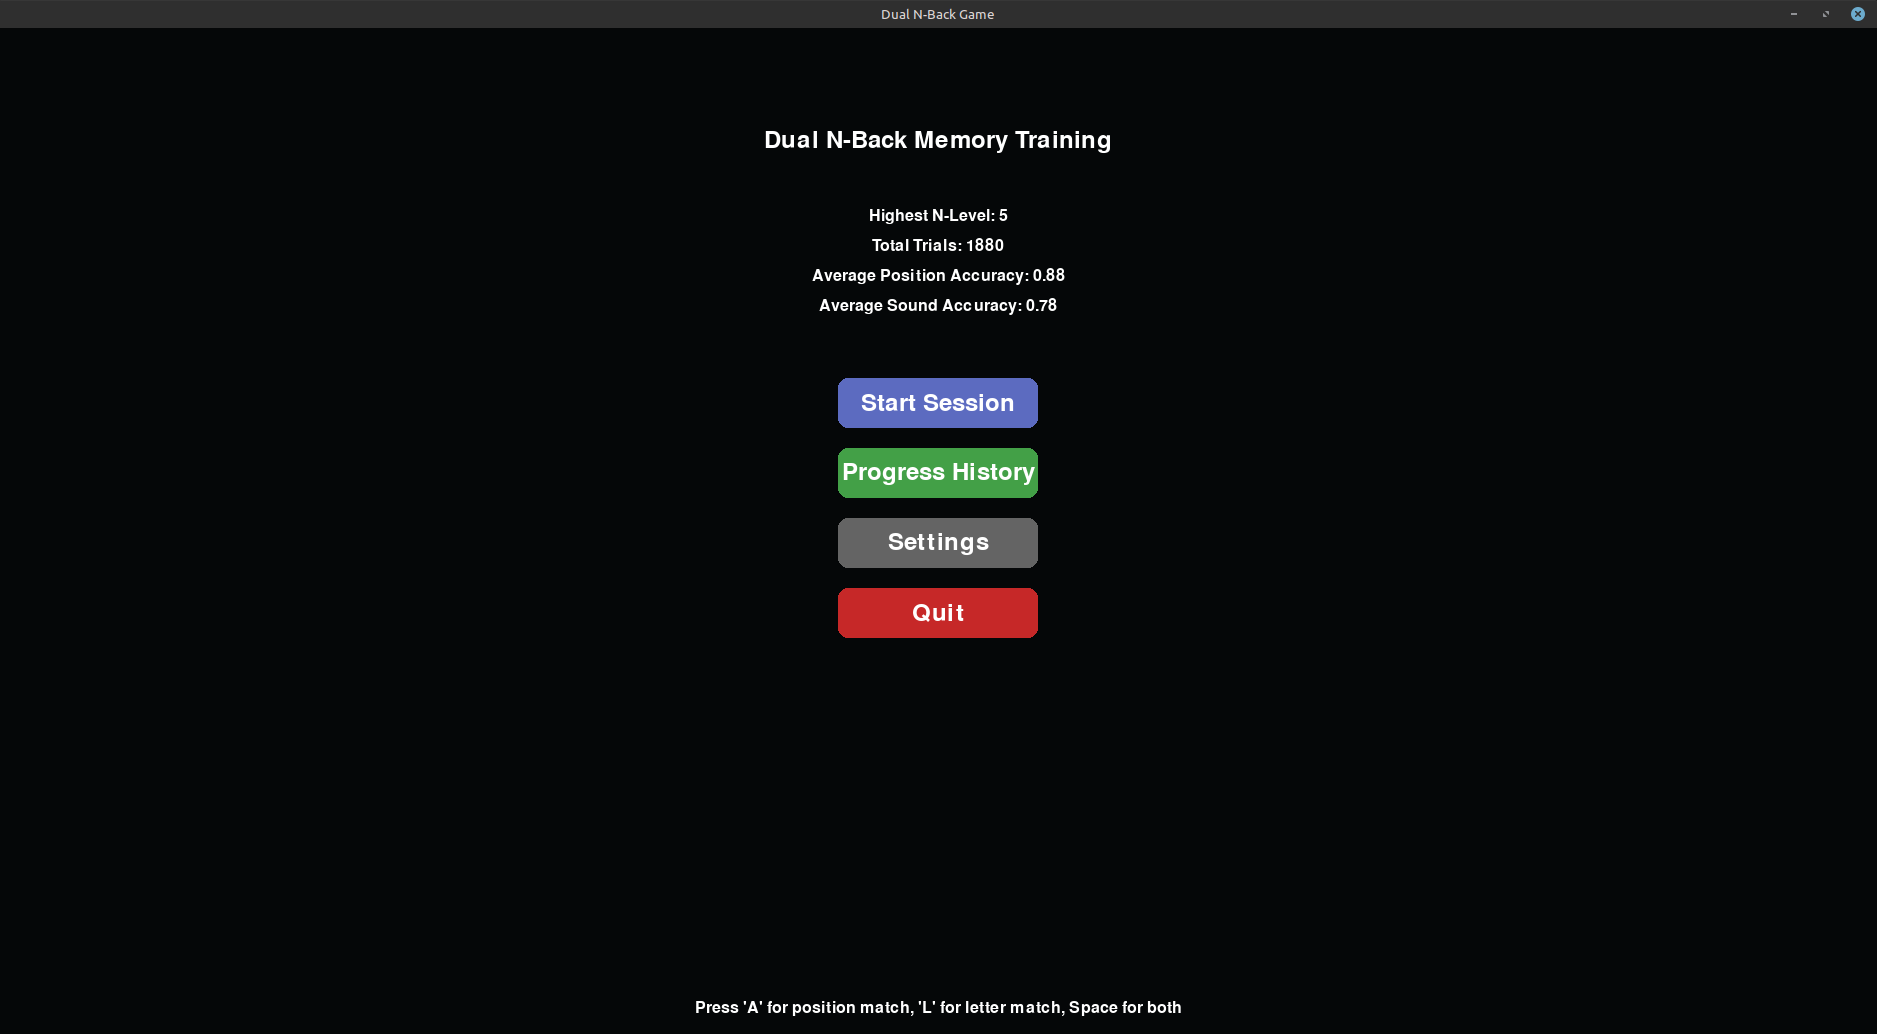 Dual N-Back Game
Dual N-Back Memory Training
Highest N-Level: 5
Total Trials: 1880
Average Position Accuracy: 0.88
Average Sound Accuracy: 0.78
Start Session
Progress History
Settings
Quit
Press 'A' for position match, 'L' for letter match, Space for both